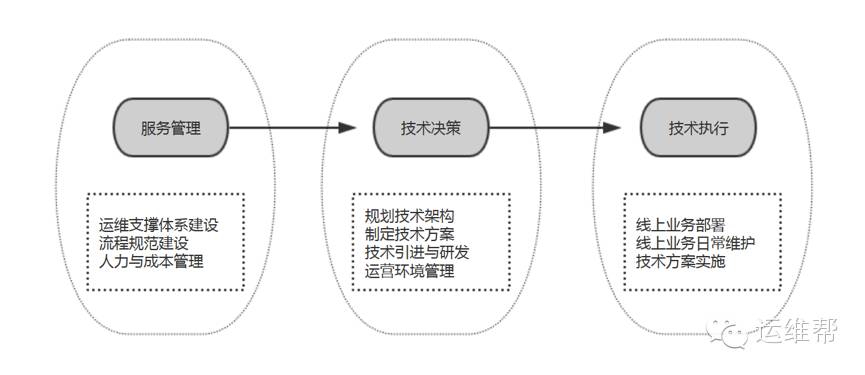 服务管理
运维支撑体系建设
流程规范建设
人力与成本管理
技术决策
规划技术架构
制定技术方案
技术引进与研发
运营环境管理
技术执行
线上业务部署
线上业务日常维护
技术方案实施
运维帮